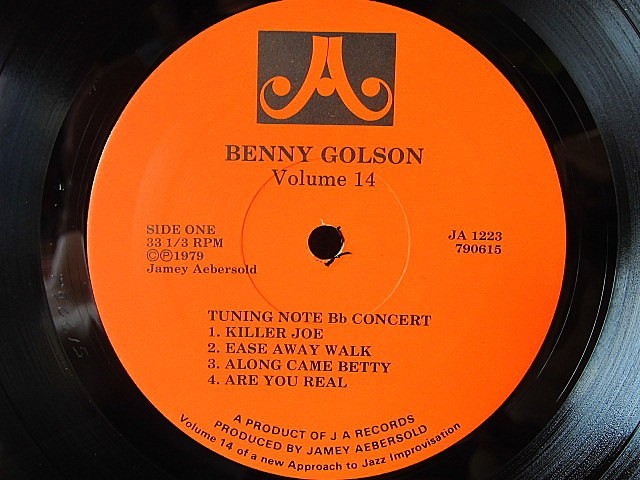 JA
BENNY GOLSON
Volume 14
SIDE ONE
33 1/3 RPM
©℗1979
Jamey Aebersold
JA 1223
790615
TUNING NOTE Bb CONCERT
1. KILLER JOE
2. EASE AWAY WALK
3. ALONG CAME BETTY
4. ARE YOU REAL
A PRODUCT OF J A RECORDS
PRODUCED BY JAMEY AEBERSOLD
Volume 14 of a new Approach to Jazz Improvisation